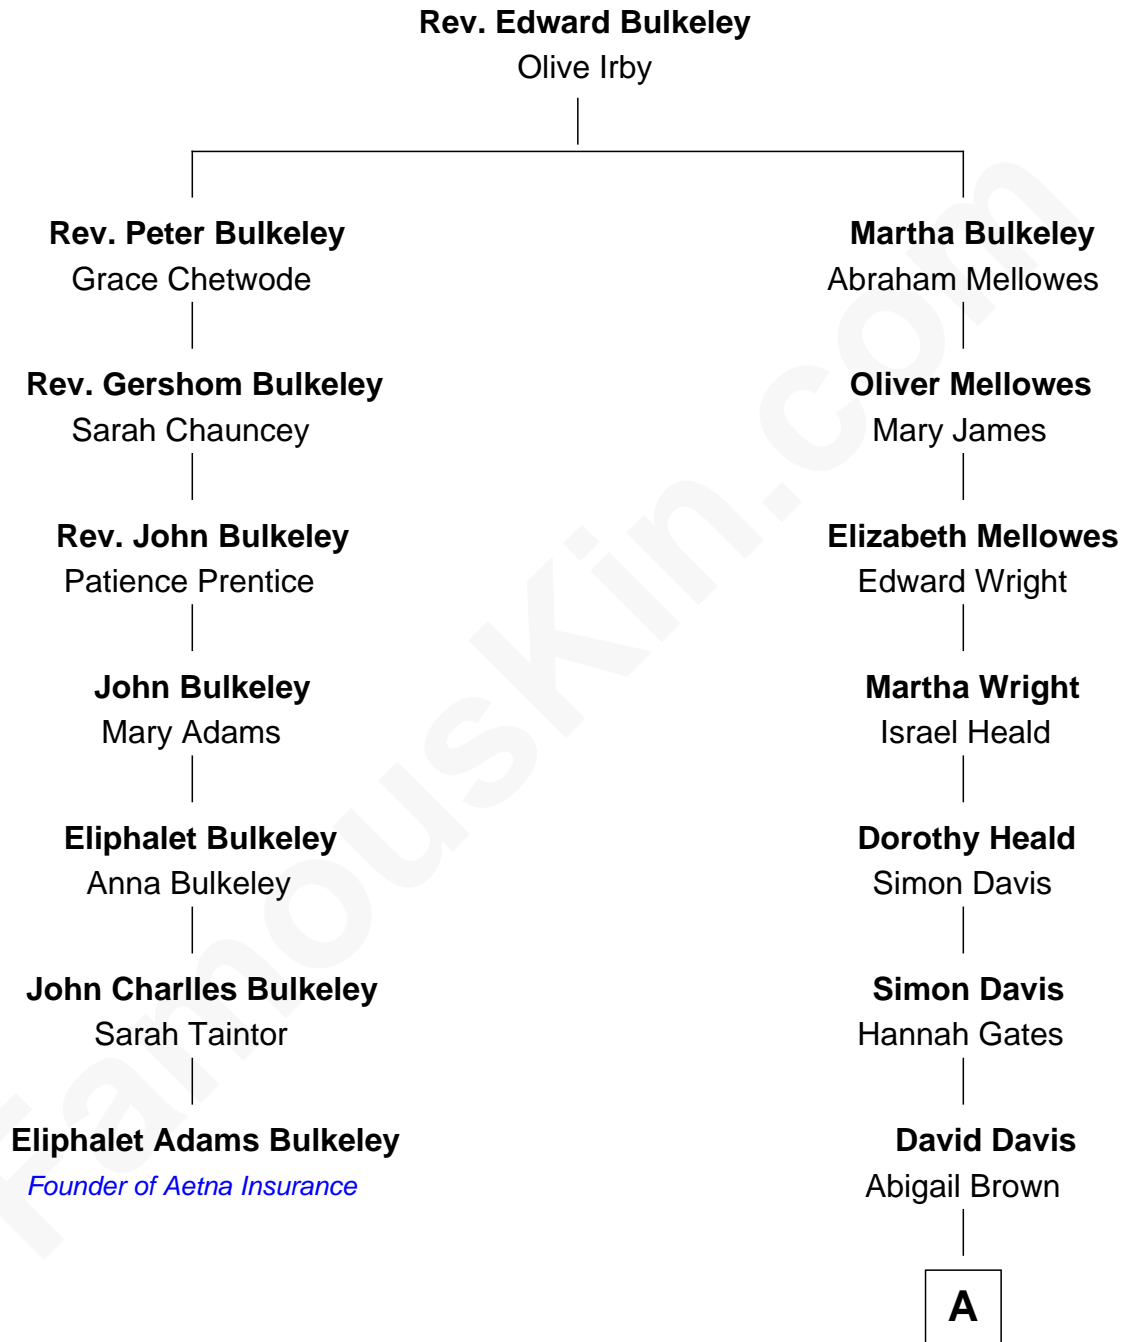 Rev. Edward Bulkeley
Olive Irby
Rev. Peter Bulkeley
Grace Chetwode
Martha Bulkeley
Abraham Mellowes
Rev. Gershom Bulkeley
Sarah Chauncey
Oliver Mellowes
Mary James
Rev. John Bulkeley
Patience Prentice
Elizabeth Mellowes
Edward Wright
John Bulkeley
Mary Adams
Martha Wright
Israel Heald
Eliphalet Bulkeley
Anna Bulkeley
Dorothy Heald
Simon Davis
John Charlles Bulkeley
Sarah Taintor
Simon Davis
Hannah Gates
Eliphalet Adams Bulkeley
Founder of Aetna Insurance
David Davis
Abigail Brown
A
FamousKin.com